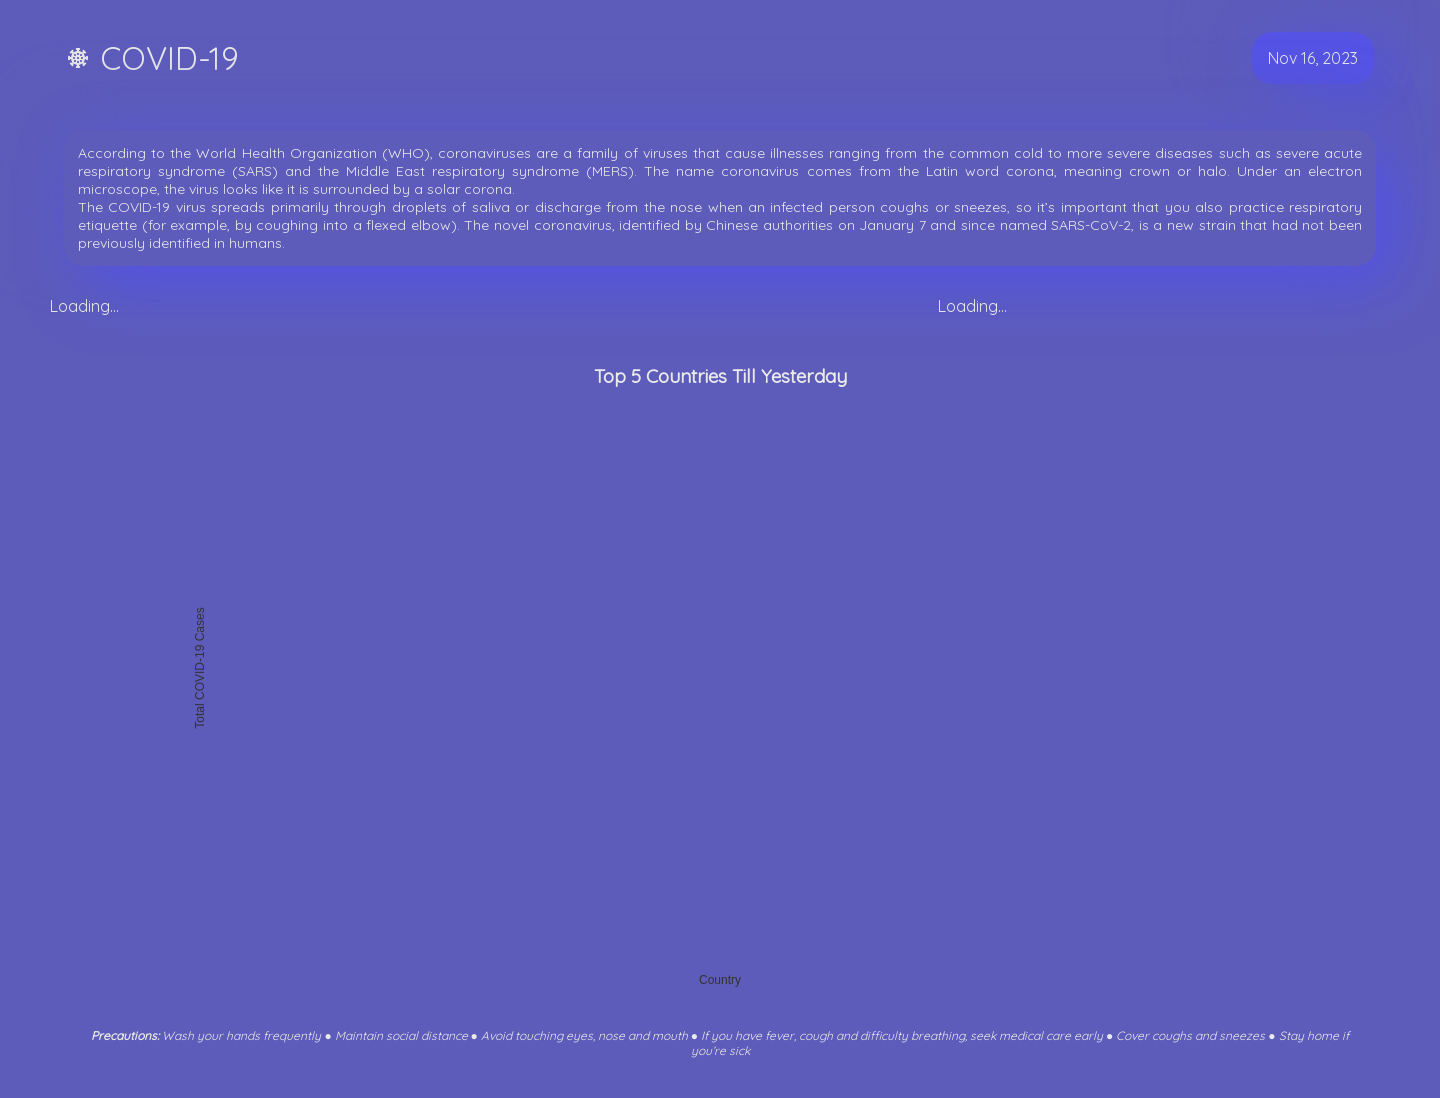 COVID-19
Nov 16, 2023
According to the World Health Organization (WHO), coronaviruses are a family of viruses that cause illnesses ranging from the common cold to more severe diseases such as severe acute
respiratory syndrome (SARS) and the Middle East respiratory syndrome (MERS). The name coronavirus comes from the Latin word corona, meaning crown or halo. Under an electron
microscope, the virus looks like it is surrounded by a solar corona.
The COVID-19 virus spreads primarily through droplets of saliva or discharge from the nose when an infected person coughs or sneezes, so it's important that you also practice respiratory
etiquette (for example, by coughing into a flexed elbow). The novel coronavirus, identified by Chinese authorities on January 7 and since named SARS-CoV-2, is a new strain that had not been
previously identified in humans.
Loading...
Loading...
Top 5 Countries Till Yesterday
Total COVID-19 Cases
Country
Precautions: Wash your hands frequently ● Maintain social distance ● Avoid touching eyes, nose and mouth ● If you have fever, cough and difficulty breathing, seek medical care early ● Cover coughs and sneezes ● Stay home if
you're sick